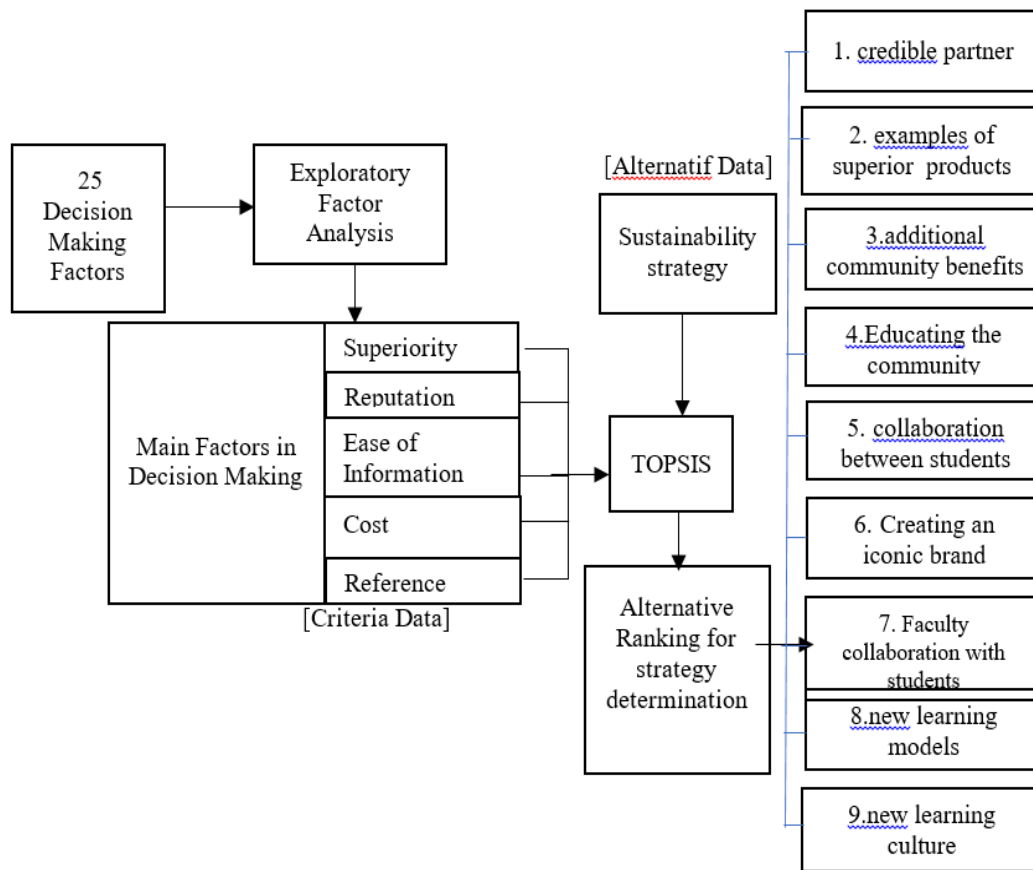 25
Decision
Making
Factors
Exploratory
Factor
Analysis
Main Factors in
Decision Making
Superiority
Reputation
Ease of
Information
Cost
Reference
[Criteria Data]
[Alternatif Data]
Sustainability
strategy
TOPSIS
Alternative
Ranking for
strategy
determination
1. credible partner
2. examples of
superior products
3.additional
community benefits
4.Educating the
community
5. collaboration
between students
6. Creating an
iconic brand
7. Faculty
collaboration with
students
8.new learning
models
9.new learning
culture